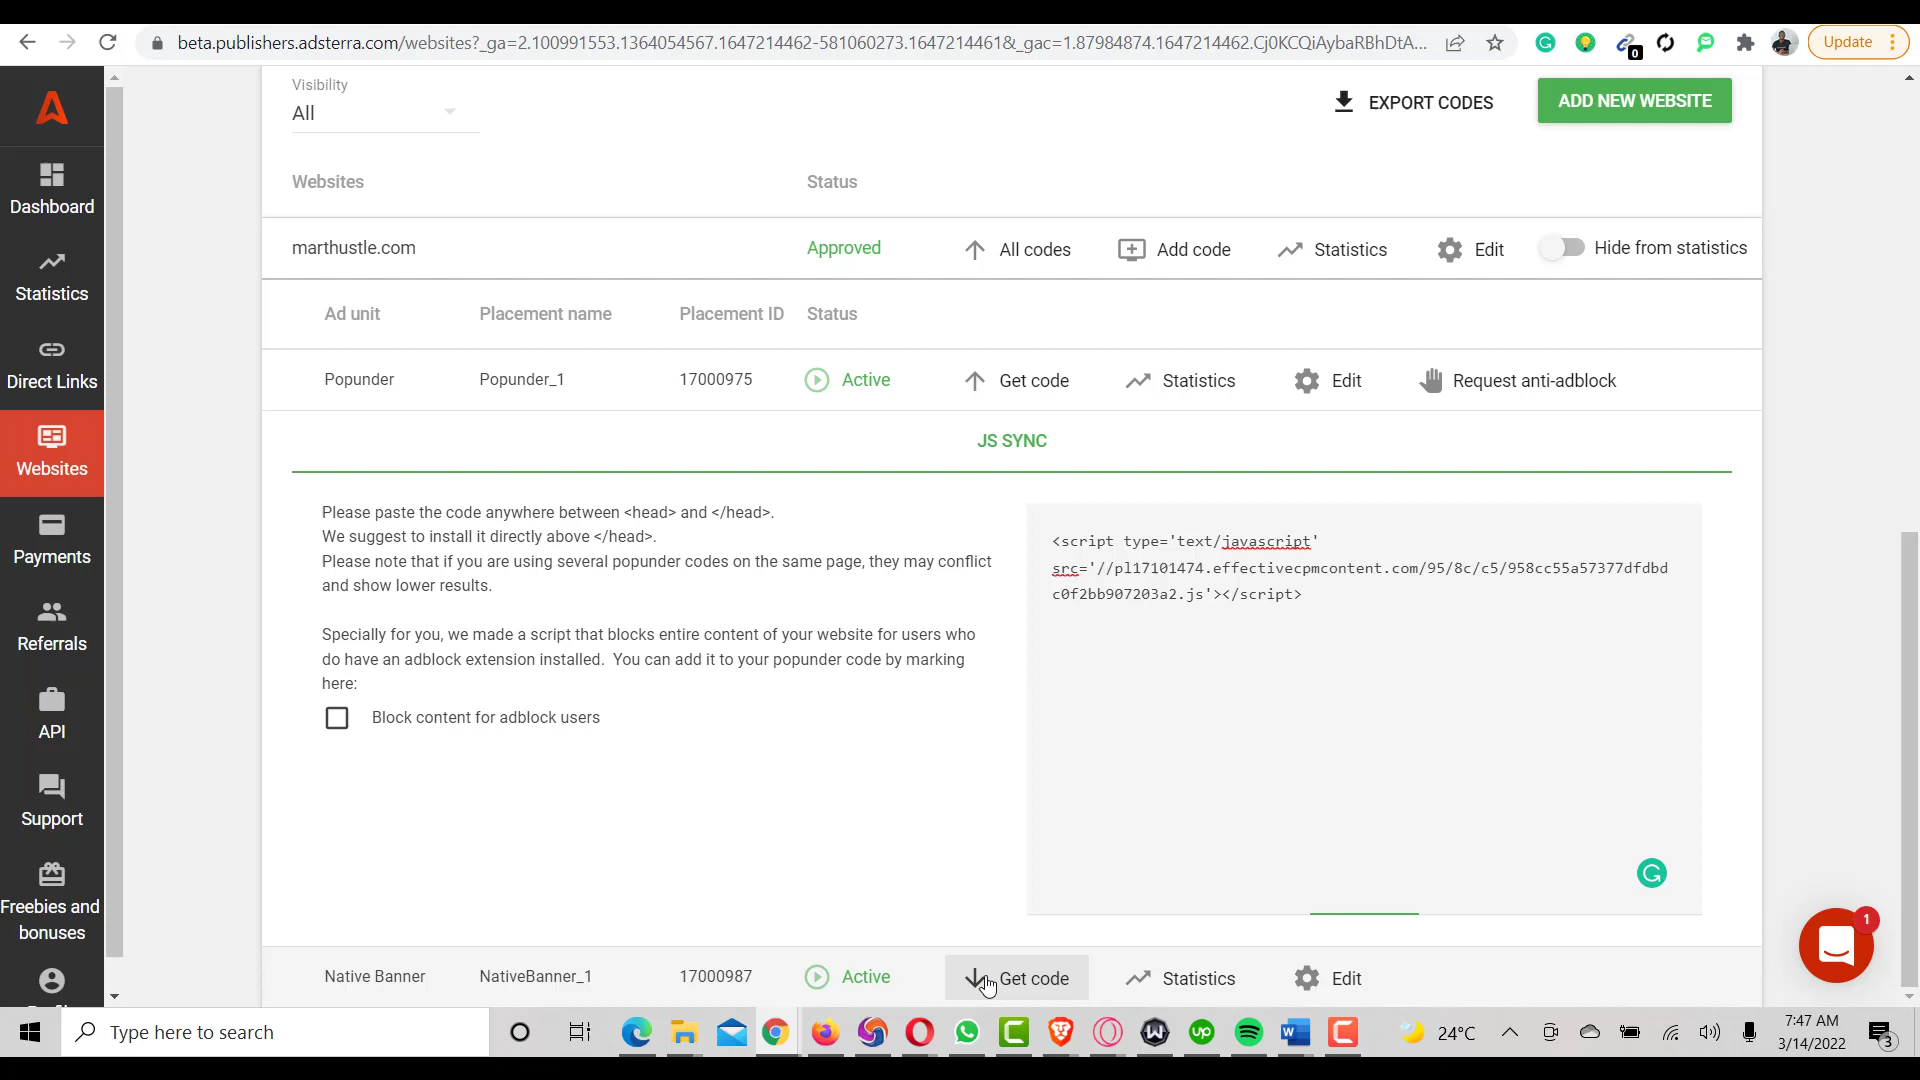 beta.publishers.adsterra.com/websites?_ga=2.100991553.1364054567.1647214462-581060273.1647214461&_gac=1.87984874.1647214462.Cj0KCQiAybaRBhDtA...
0
Update
Visibility
All
EXPORT CODES
ADD NEW WEBSITE
Websites
Status
marthustle.com
Approved
All codes
Add code
Statistics
Edit
Hide from statistics
Ad unit
Placement name
Placement ID
Status
Popunder
Popunder_1
17000975
Active
Get code
Statistics
Edit
Request anti-adblock
JS SYNC
Please paste the code anywhere between <head> and </head>.
We suggest to install it directly above </head>.
Please note that if you are using several popunder codes on the same page, they may conflict
and show lower results.
Specially for you, we made a script that blocks entire content of your website for users who
do have an adblock extension installed. You can add it to your popunder code by marking
here:
Block content for adblock users
<script type='text/javascript'
src='//pl17101474.effectivecpmcontent.com/95/8c/c5/958cc55a57377dfdbd
c0f2bb907203a2.js'></script>
Native Banner
NativeBanner_1
17000987
Active
Get code
Statistics
Edit
Dashboard
Statistics
Direct Links
Websites
Payments
Referrals
API
Support
Freebies and
bonuses
1
Type here to search
24°C
7:47 AM
3/14/2022
3